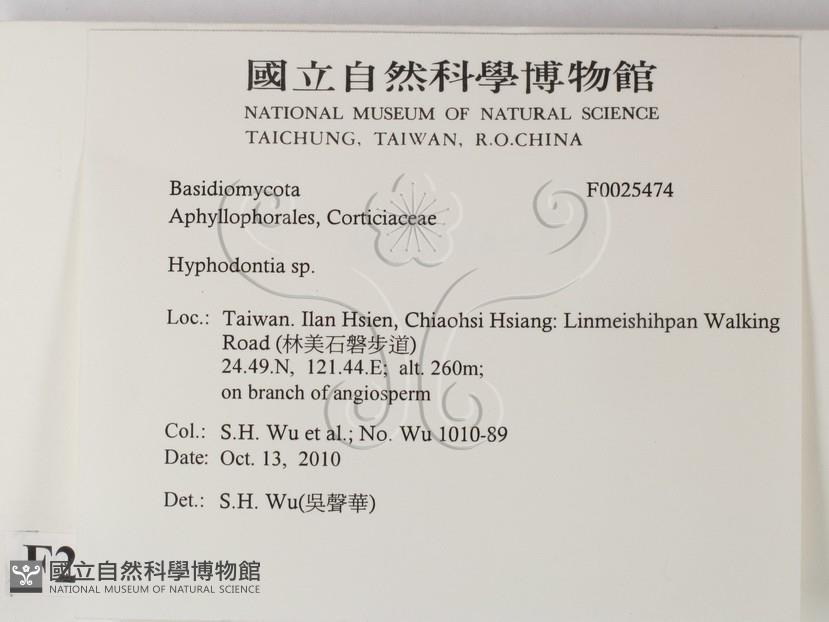 國立自然科學博物館
NATIONAL MUSEUM OF NATURAL SCIENCE
TAICHUNG, TAIWAN, R.O.CHINA
Basidiomycota F0025474
Aphyllophorales, Corticiaceae
Hyphodontia sp.
Loc.: Taiwan. Ilan Hsien, Chiaohsi Hsiang: Linmeishihpan Walking
Road (林美石磐步道)
24.49.N, 121.44.E; alt. 260m;
on branch of angiosperm
Col.: S.H. Wu et al.; No. Wu 1010-89
Date: Oct. 13, 2010
Det.: S.H. Wu(吳聲華)
F2
國立自然科學博物館
NATIONAL MUSEUM OF NATURAL SCIENCE